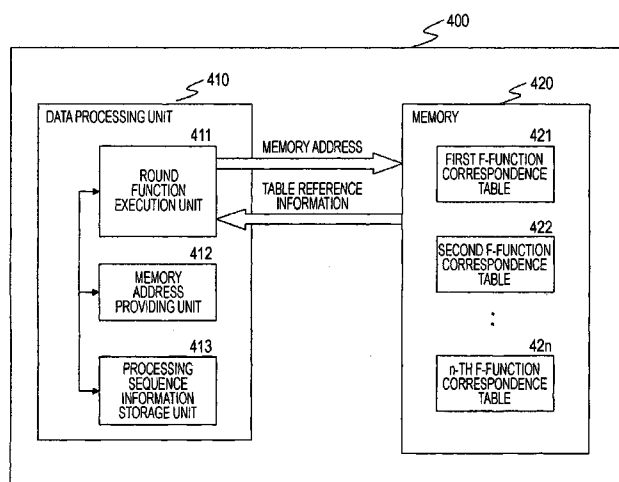 400
410
DATA PROCESSING UNIT
411
ROUND
FUNCTION
EXECUTION UNIT
412
MEMORY
ADDRESS
PROVIDING UNIT
413
PROCESSING
SEQUENCE
INFORMATION
STORAGE UNIT
MEMORY ADDRESS
TABLE REFERENCE
INFORMATION
420
MEMORY
421
FIRST F-FUNCTION
CORRESPONDENCE
TABLE
422
SECOND F-FUNCTION
CORRESPONDENCE
TABLE
:
42n
n-TH F-FUNCTION
CORRESPONDENCE
TABLE